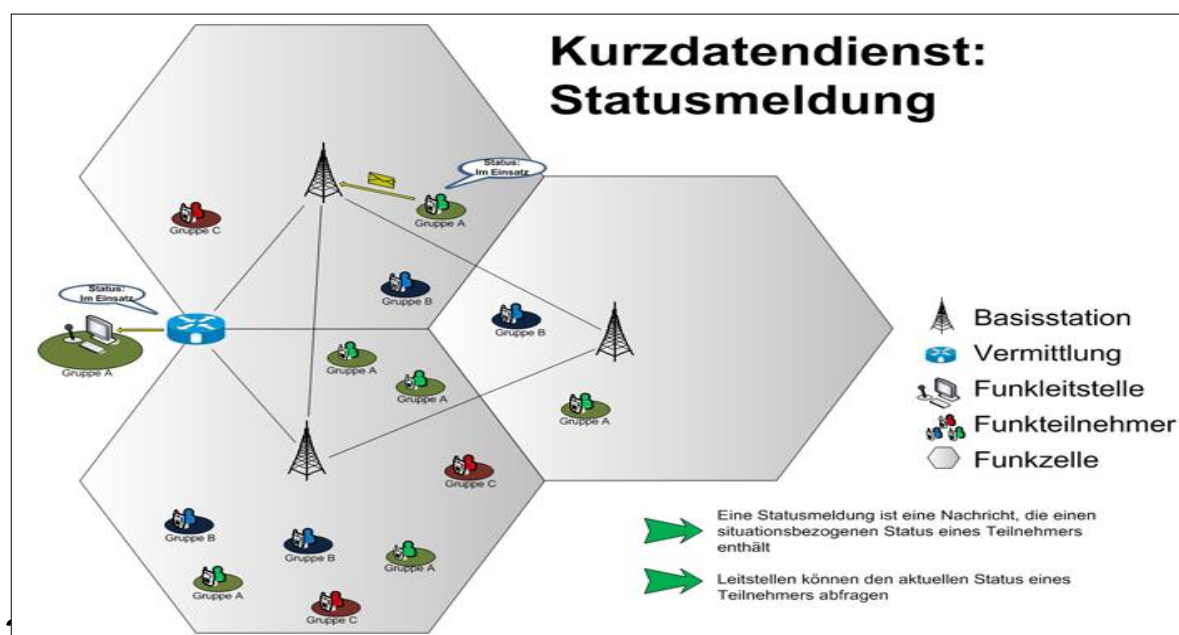 Kurzdatendienst:
Statusmeldung
Status:
Im Einsatz
Gruppe A
Gruppe C
Gruppe B
Status:
Im Einsatz
Gruppe A
Gruppe B
Gruppe A
Gruppe A
Gruppe A
Gruppe C
Gruppe B
Gruppe B
Gruppe A
Gruppe A
Gruppe C
Basisstation
Vermittlung
Funkleitstelle
Funkteilnehmer
Funkzelle
Eine Statusmeldung ist eine Nachricht, die einen
situationsbezogenen Status eines Teilnehmers
enthält
Leitstellen können den aktuellen Status eines
Teilnehmers abfragen